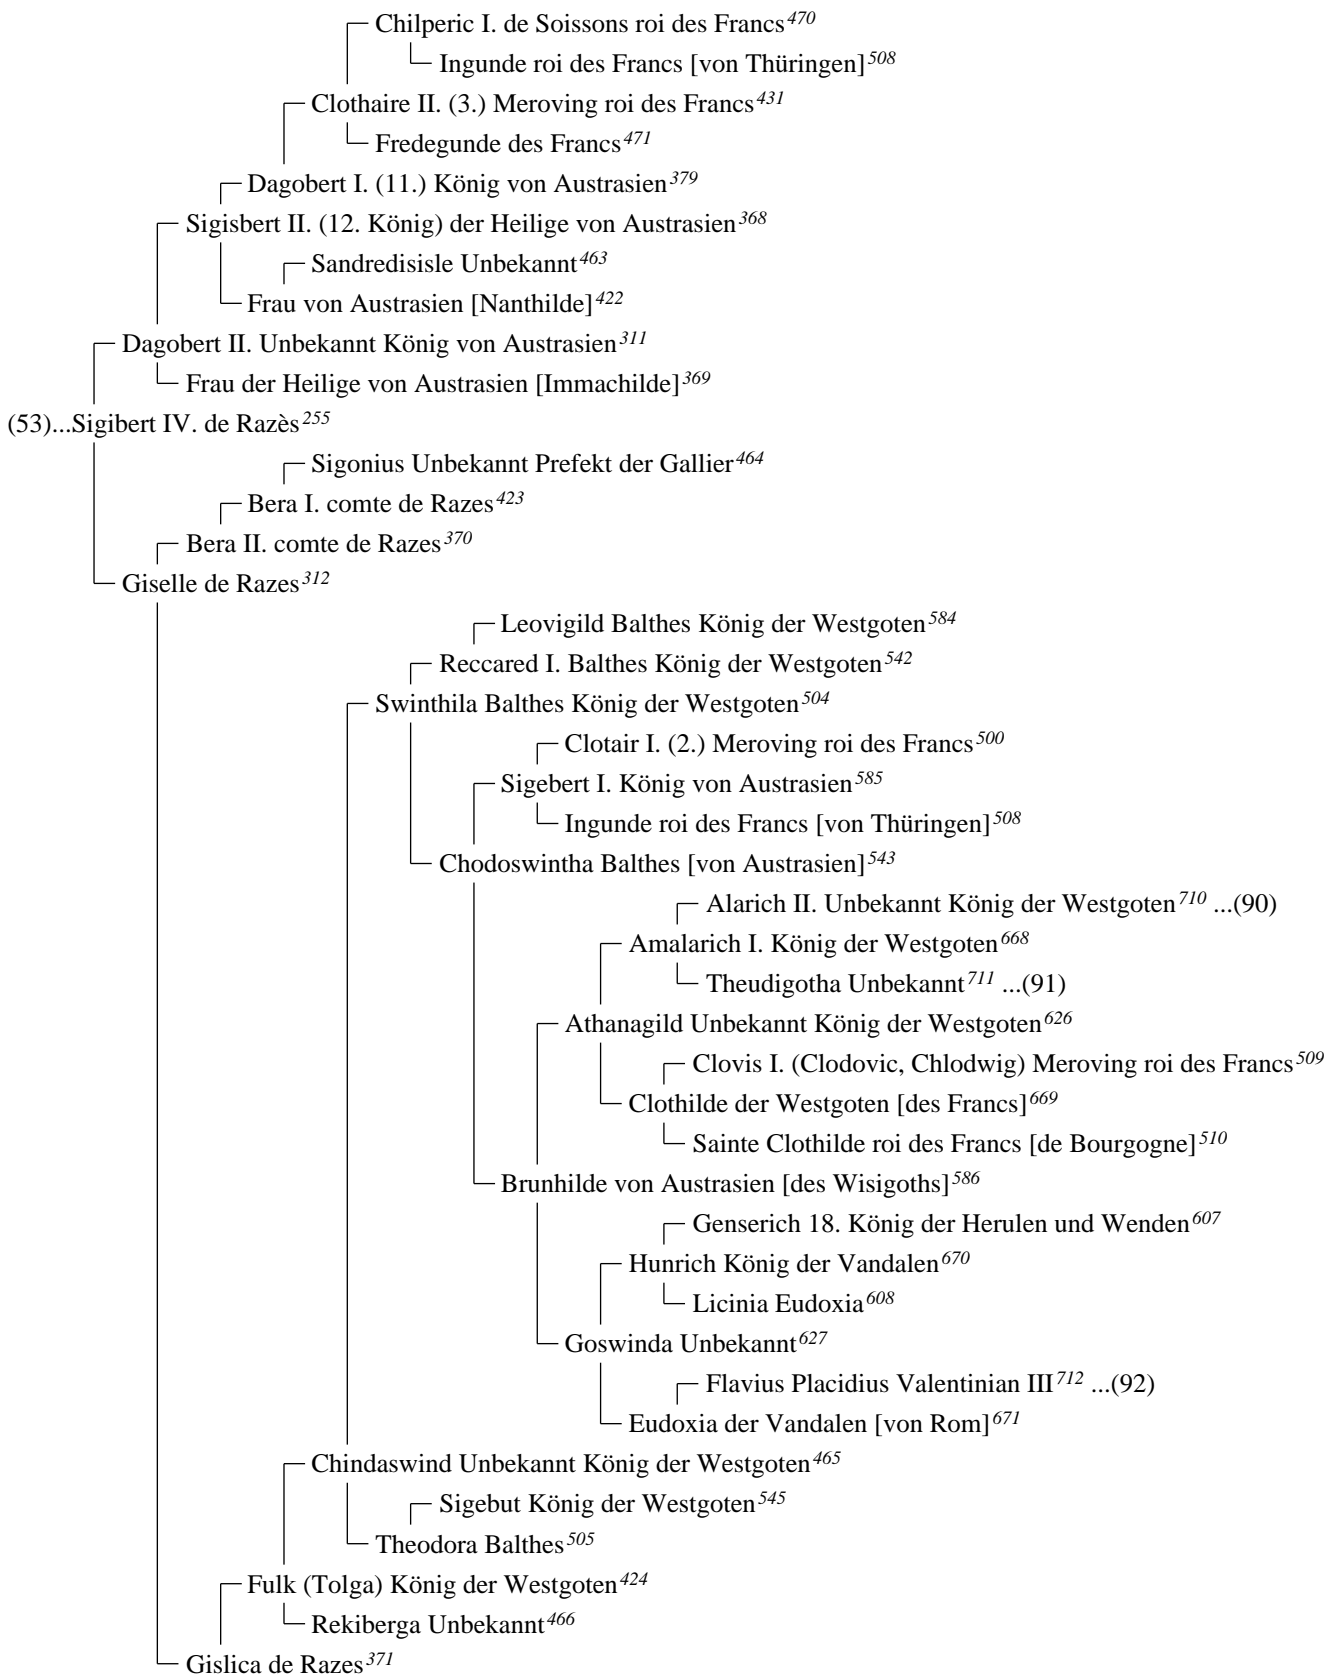 Chilperic I. de Soissons roi des Francs470
Ingunde roi des Francs [von Thüringen]508
Clothaire II. (3.) Meroving roi des Francs431
Fredegunde des Francs471
Dagobert I. (11.) König von Austrasien379
Sigisbert II. (12. König) der Heilige von Austrasien368
Sandredisisle Unbekannt463
Frau von Austrasien [Nanthilde]422
Dagobert II. Unbekannt König von Austrasien311
Frau der Heilige von Austrasien [Immachilde]369
(53)...Sigibert IV. de Razès255
Sigonius Unbekannt Prefekt der Gallier464
Bera I. comte de Razes423
Bera II. comte de Razes370
Giselle de Razes312
Leovigild Balthes König der Westgoten584
Reccared I. Balthes König der Westgoten542
Swinthila Balthes König der Westgoten504
Clotair I. (2.) Meroving roi des Francs500
Sigebert I. König von Austrasien585
Ingunde roi des Francs [von Thüringen]508
Chodoswintha Balthes [von Austrasien]543
Alarich II. Unbekannt König der Westgoten710 ...(90)
Amalarich I. König der Westgoten668
Theudigotha Unbekannt711 ...(91)
Athanagild Unbekannt König der Westgoten626
Clovis I. (Clodovic, Chlodwig) Meroving roi des Francs509
Clothilde der Westgoten [des Francs]669
Sainte Clothilde roi des Francs [de Bourgogne]510
Brunhilde von Austrasien [des Wisigoths]586
Genserich 18. König der Herulen und Wenden607
Hunrich König der Vandalen670
Licinia Eudoxia608
Goswinda Unbekannt627
Flavius Placidius Valentinian III712 ...(92)
Eudoxia der Vandalen [von Rom]671
Chindaswind Unbekannt König der Westgoten465
Sigebut König der Westgoten545
Theodora Balthes505
Fulk (Tolga) König der Westgoten424
Rekiberga Unbekannt466
Gislica de Razes371